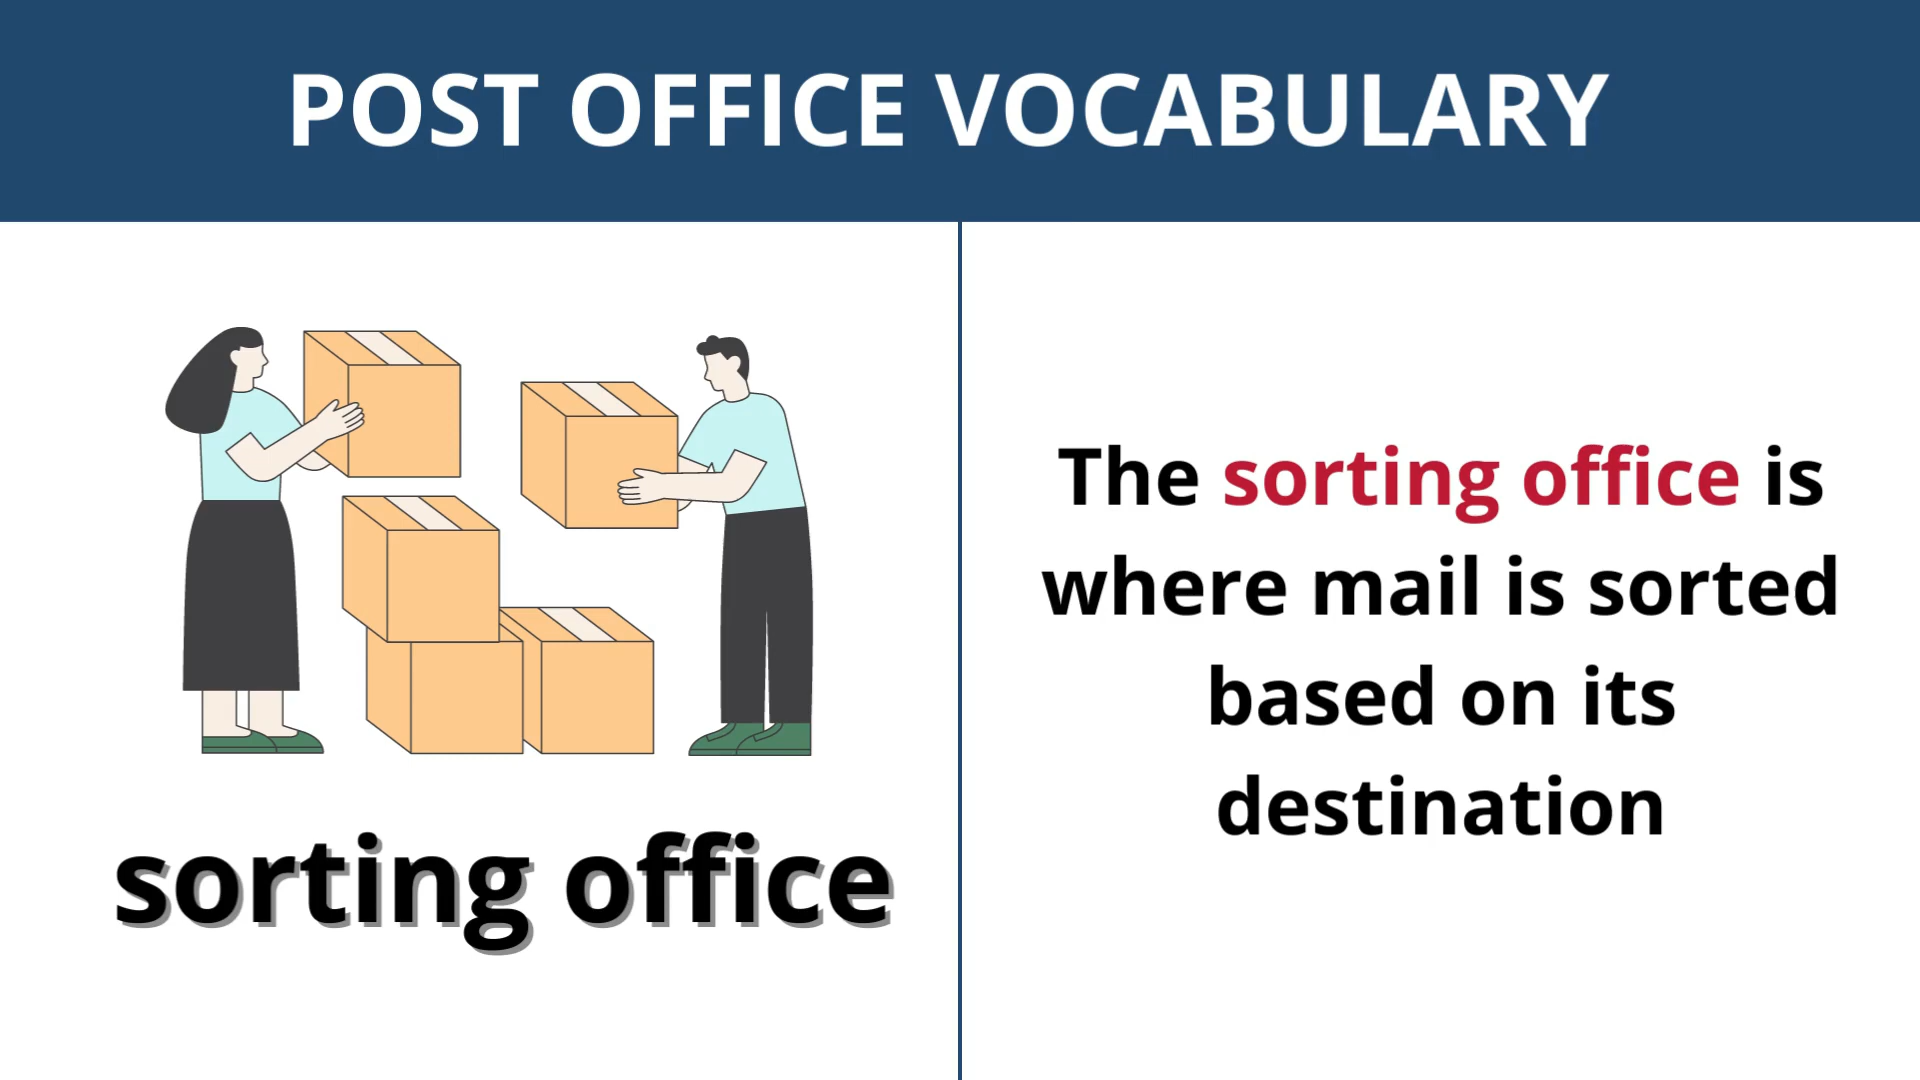 POST OFFICE VOCABULARY
sorting office
The sorting office is
where mail is sorted
based on its
destination